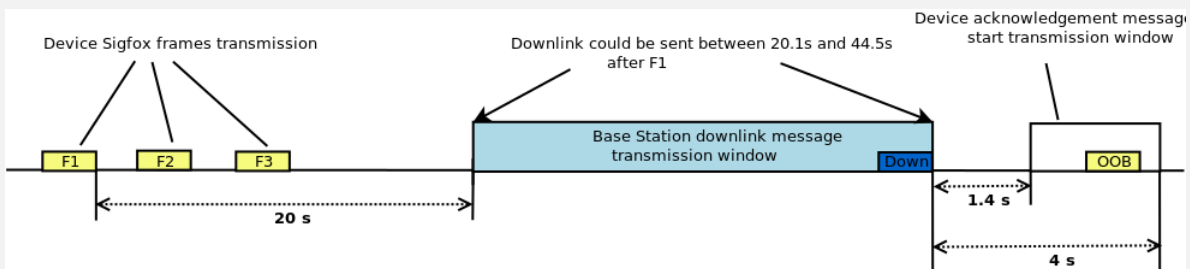 Device acknowledgement messag
start transmission window
Device Sigfox frames transmission
Downlink could be sent between 20.1s and 44.5s
after F1
Base Station downlink message
transmission window
F1
F2
F3
Down
OOB
20 s
1.4 s
4 s